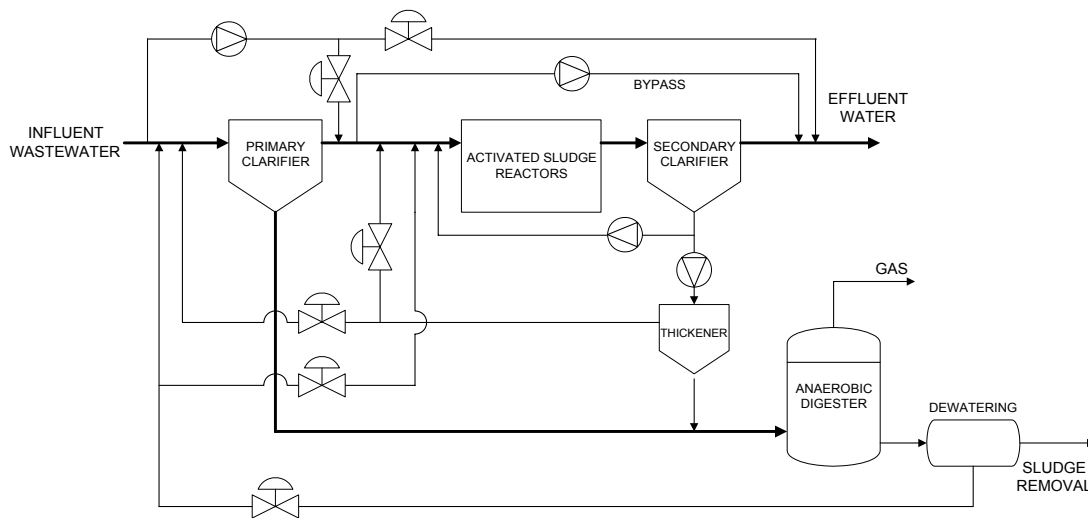 BYPASS
EFFLUENT
WATER
INFLUENT
WASTEWATER
PRIMARY
CLARIFIER
ACTIVATED SLUDGE
REACTORS
SECONDARY
CLARIFIER
GAS
THICKENER
ANAEROBIC
DIGESTER
DEWATERING
SLUDGE
REMOVAL